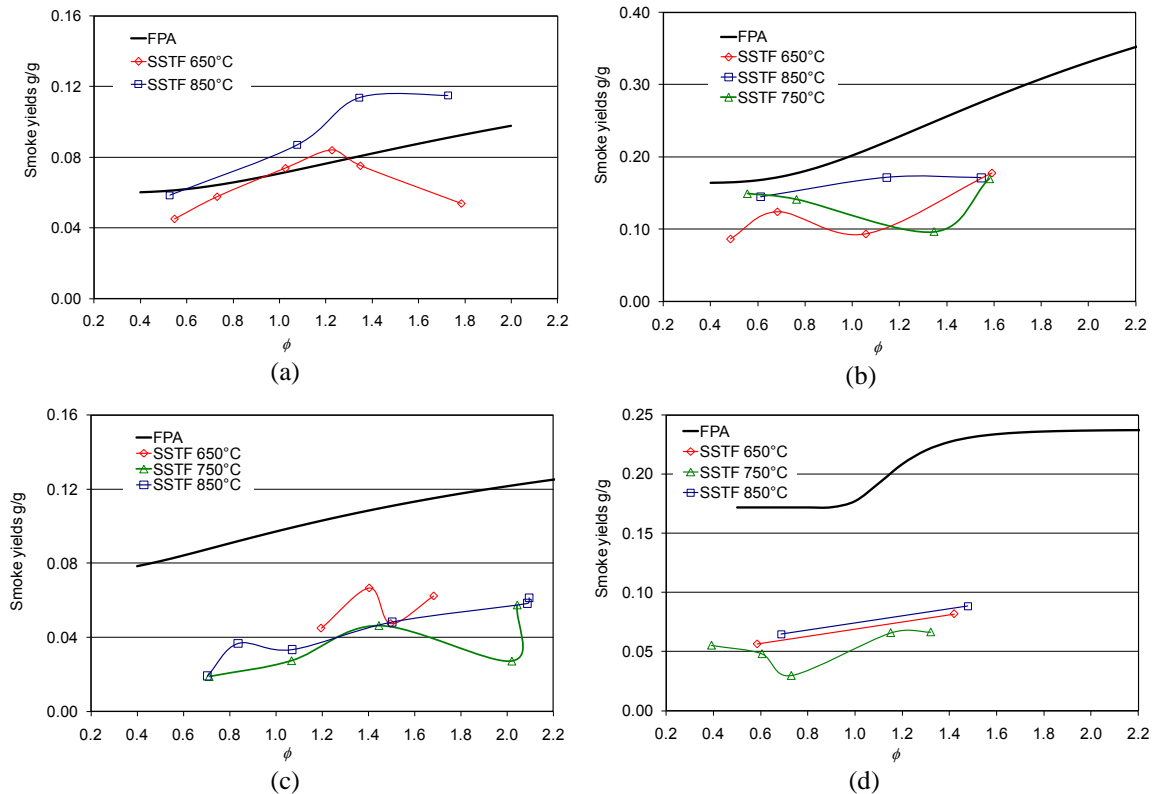 0.16
0.12
0.08
0.04
0.00
Smoke yields g/g
FPA
SSTF 650°C
SSTF 850°C
0.2 0.4 0.6 0.8 1.0 1.2 1.4 1.6 1.8 2.0 2.2
ϕ
(a)
0.40
0.30
0.20
0.10
0.00
Smoke yields g/g
FPA
SSTF 650°C
SSTF 850°C
SSTF 750°C
0.2 0.4 0.6 0.8 1.0 1.2 1.4 1.6 1.8 2.0 2.2
ϕ
(b)
0.16
0.12
0.08
0.04
0.00
Smoke yields g/g
FPA
SSTF 650°C
SSTF 750°C
SSTF 850°C
0.2 0.4 0.6 0.8 1.0 1.2 1.4 1.6 1.8 2.0 2.2
ϕ
(c)
0.25
0.20
0.15
0.10
0.05
0.00
Smoke yields g/g
FPA
SSTF 650°C
SSTF 750°C
SSTF 850°C
0.2 0.4 0.6 0.8 1.0 1.2 1.4 1.6 1.8 2.0 2.2
ϕ
(d)